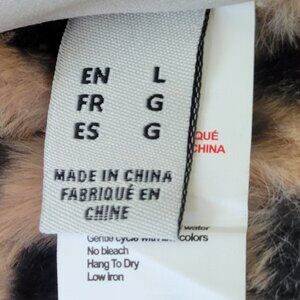 EN L
FR G
ES G
MADE IN CHINA
FABRIQUÉ EN
CHINE
QUÉ
CHINA
water
Gentle Cycle with colors
No bleach
Hang To Dry
Low Iron